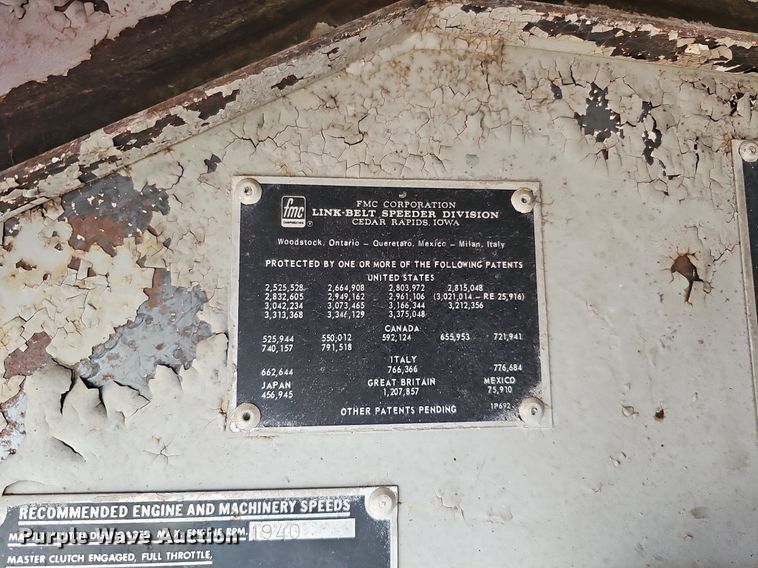 fmc
CORPORATION
®
FMC CORPORATION
LINK-BELT SPEEDER DIVISION
CEDAR RAPIDS, IOWA
Woodstock, Ontario — Queretaro, Mexico — Milan, Italy
PROTECTED BY ONE OR MORE OF THE FOLLOWING PATENTS
UNITED STATES
2,525,528 2,664,908 2,803,972 2,815,048
2,832,605 2,949,162 2,961,106 (3,021,014 — RE 25,916)
3,042,234 3,073,465 3,166,344 3,212,356
3,313,368 3,346,129 3,375,048
CANADA
525,944 550,012 592,124 655,953 721,941
740,157 791,518
ITALY
662,644 766,366 776,684
JAPAN GREAT BRITAIN MEXICO
456,945 1,207,857 75,910
OTHER PATENTS PENDING 1P692
RECOMMENDED ENGINE AND MACHINERY SPEEDS
MAX. ENGINE RPM. 1940
Purple Wave Auction
MASTER CLUTCH ENGAGED, FULL THROTTLE,